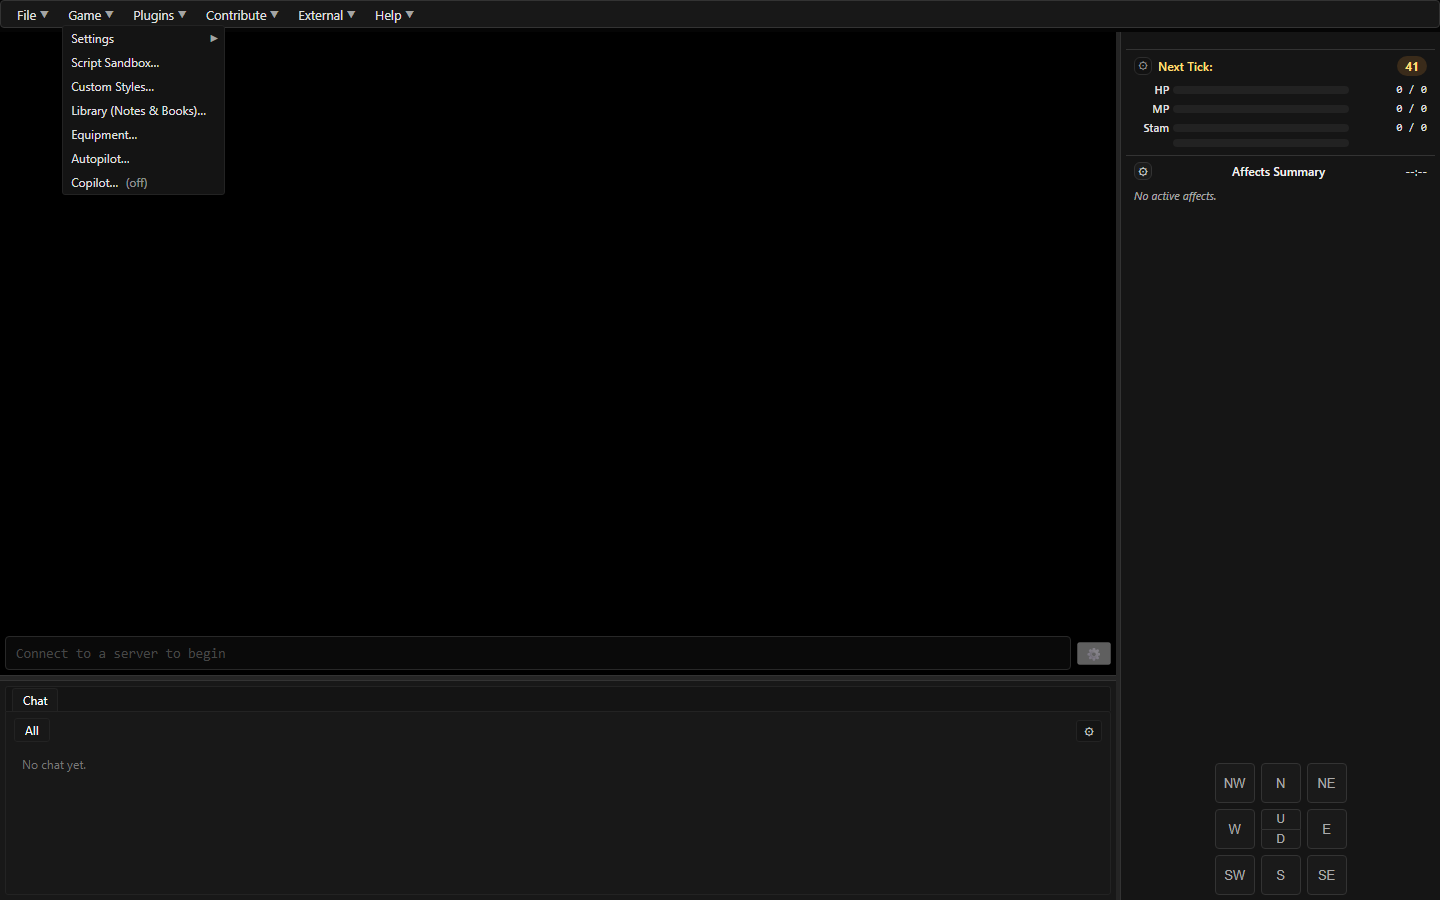 File ▼ Game ▼ Plugins ▼ Contribute ▼ External ▼ Help ▼
Settings ▶
Script Sandbox...
Custom Styles...
Library (Notes & Books)...
Equipment...
Autopilot...
Copilot... (off)
Next Tick: 41
HP 0 / 0
MP 0 / 0
Stam 0 / 0
Affects Summary --:--
No active affects.
Connect to a server to begin
Chat
All
No chat yet.
NW N NE
W U E
D
SW S SE